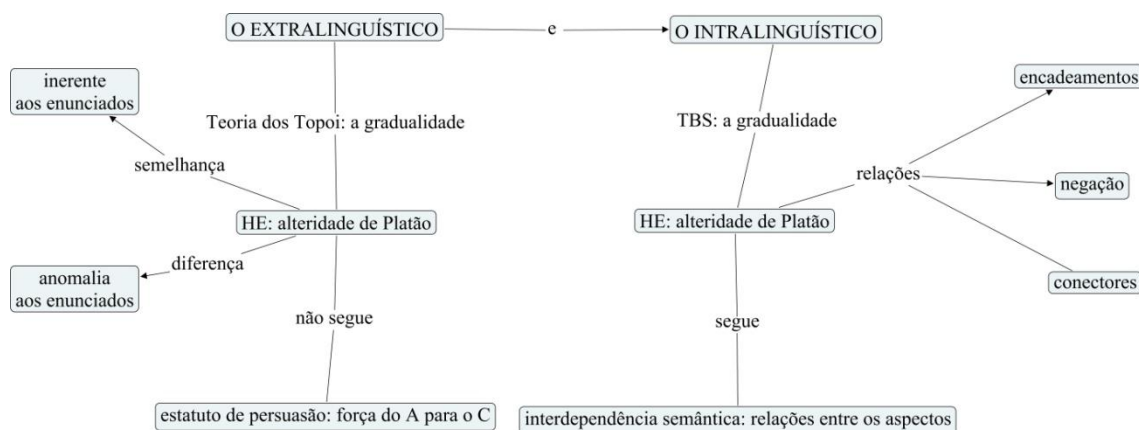 O EXTRALINGUÍSTICO
e
O INTRALINGUÍSTICO
inerente
aos enunciados
encadeamentos
Teoria dos Topoi: a gradualidade
TBS: a gradualidade
semelhança
relações
negação
HE: alteridade de Platão
HE: alteridade de Platão
diferença
anomalia
aos enunciados
conectores
não segue
segue
estatuto de persuasão: força do A para o C
interdependência semântica: relações entre os aspectos